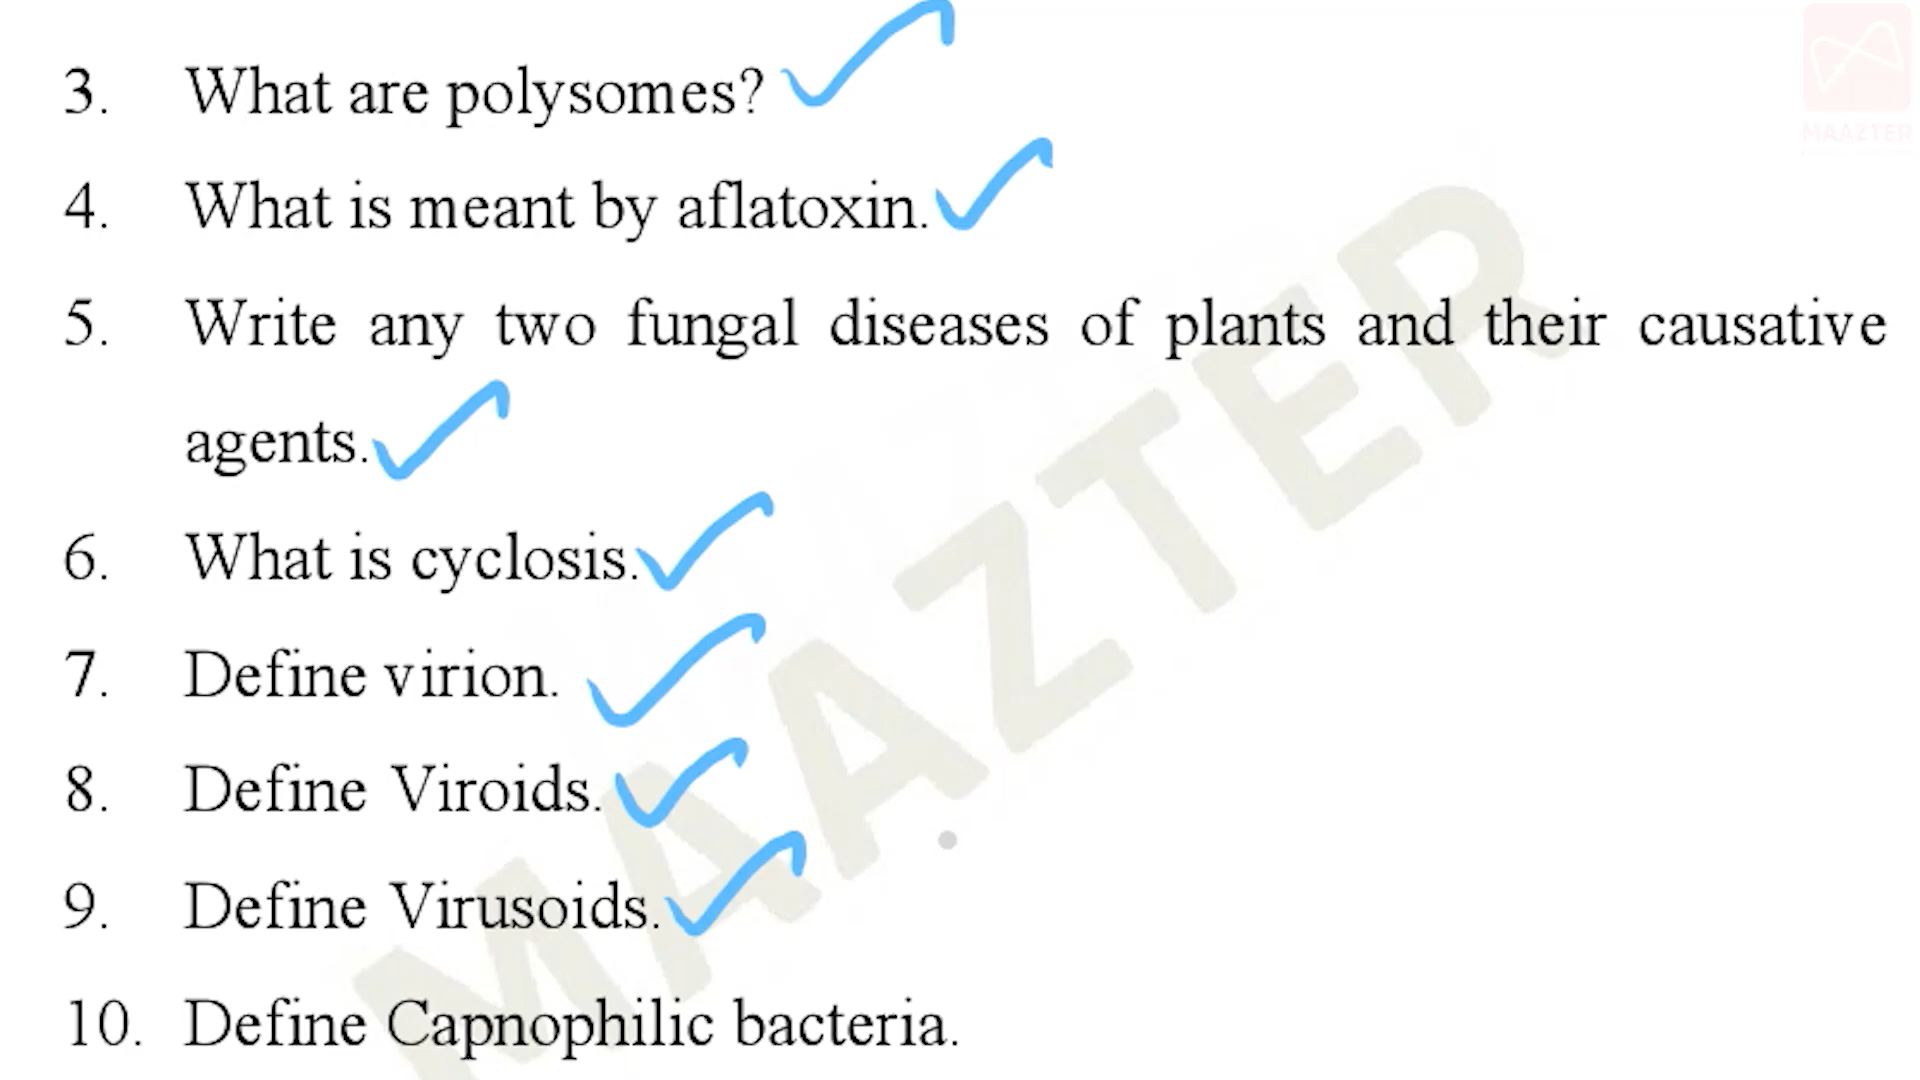 MAAZTER
3. What are polysomes?
4. What is meant by aflatoxin.
5. Write any two fungal diseases of plants and their causative
agents.
6. What is cyclosis.
7. Define virion.
8. Define Viroids.
9. Define Virusoids.
10. Define Capnophilic bacteria.
MAAZTER